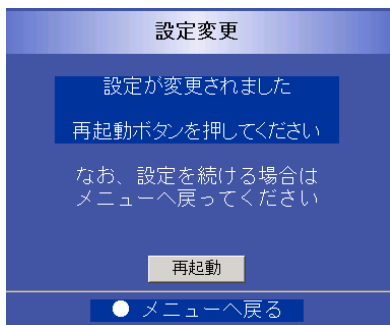 設定変更
設定が変更されました
再起動ボタンを押してください
なお、設定を続ける場合は
メニューへ戻ってください
再起動
● メニューへ戻る